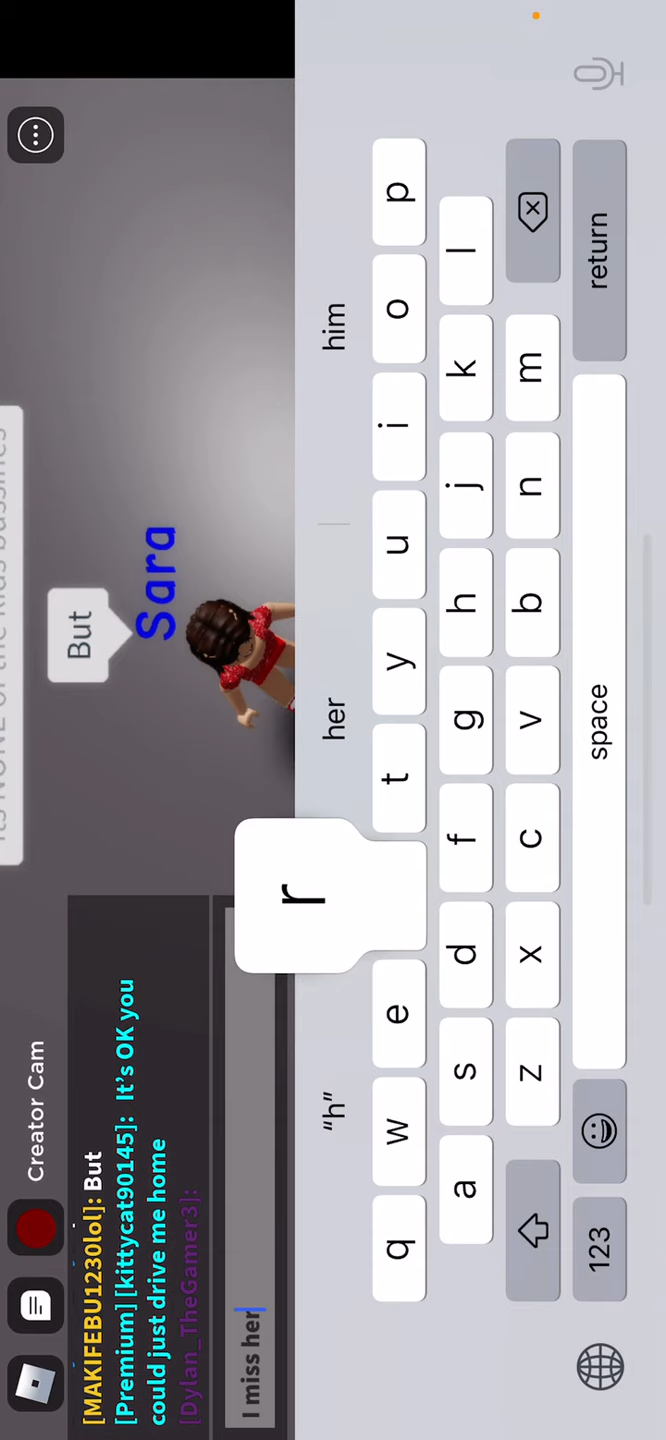 Creator Cam
[MAKIFEBU1230lol]: But
[Premium] [kittycat90145]: It's OK you
could just drive me home
[Dylan_TheGamer3]:
I miss her
But
Sara
"h"
her
him
q w e r t y u i o p
a s d f g h j k l
z x c v b n m
123
space
return